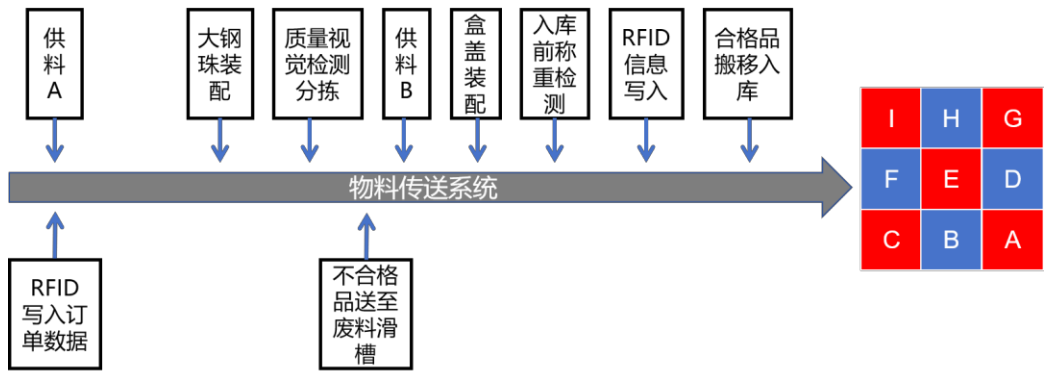 供
料
A
大钢
珠装
配
质量视
觉检测
分拣
供
料
B
盒
盖
装
配
入库
前称
重检
测
RFID
信息
写入
合格品
搬移入
库
物料传送系统
I H G
F E D
C B A
RFID
写入订
单数据
不合格
品送至
废料滑
槽